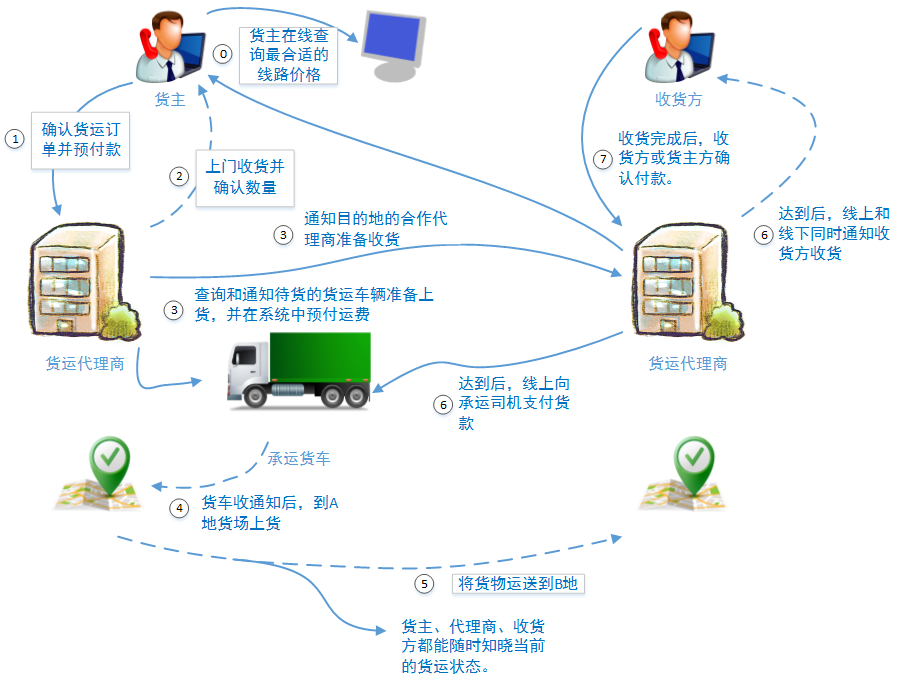 货主在线查
询最合适的
线路价格
0
货主
收货方
1
确认货运订
单并预付款
2
上门收货并
确认数量
7
收货完成后，收
货方或货主方确
认付款。
3
通知目的地的合作代
理商准备收货
6
达到后，线上和
线下同时通知收
货方收货
3
查询和通知待货的货运车辆准备上
货，并在系统中预付运费
货运代理商
货运代理商
6
达到后，线上向
承运司机支付货
款
承运货车
4
货车收通知后，到A
地货场上货
5
将货物运送到B地
货主、代理商、收货
方都能随时知晓当前
的货运状态。